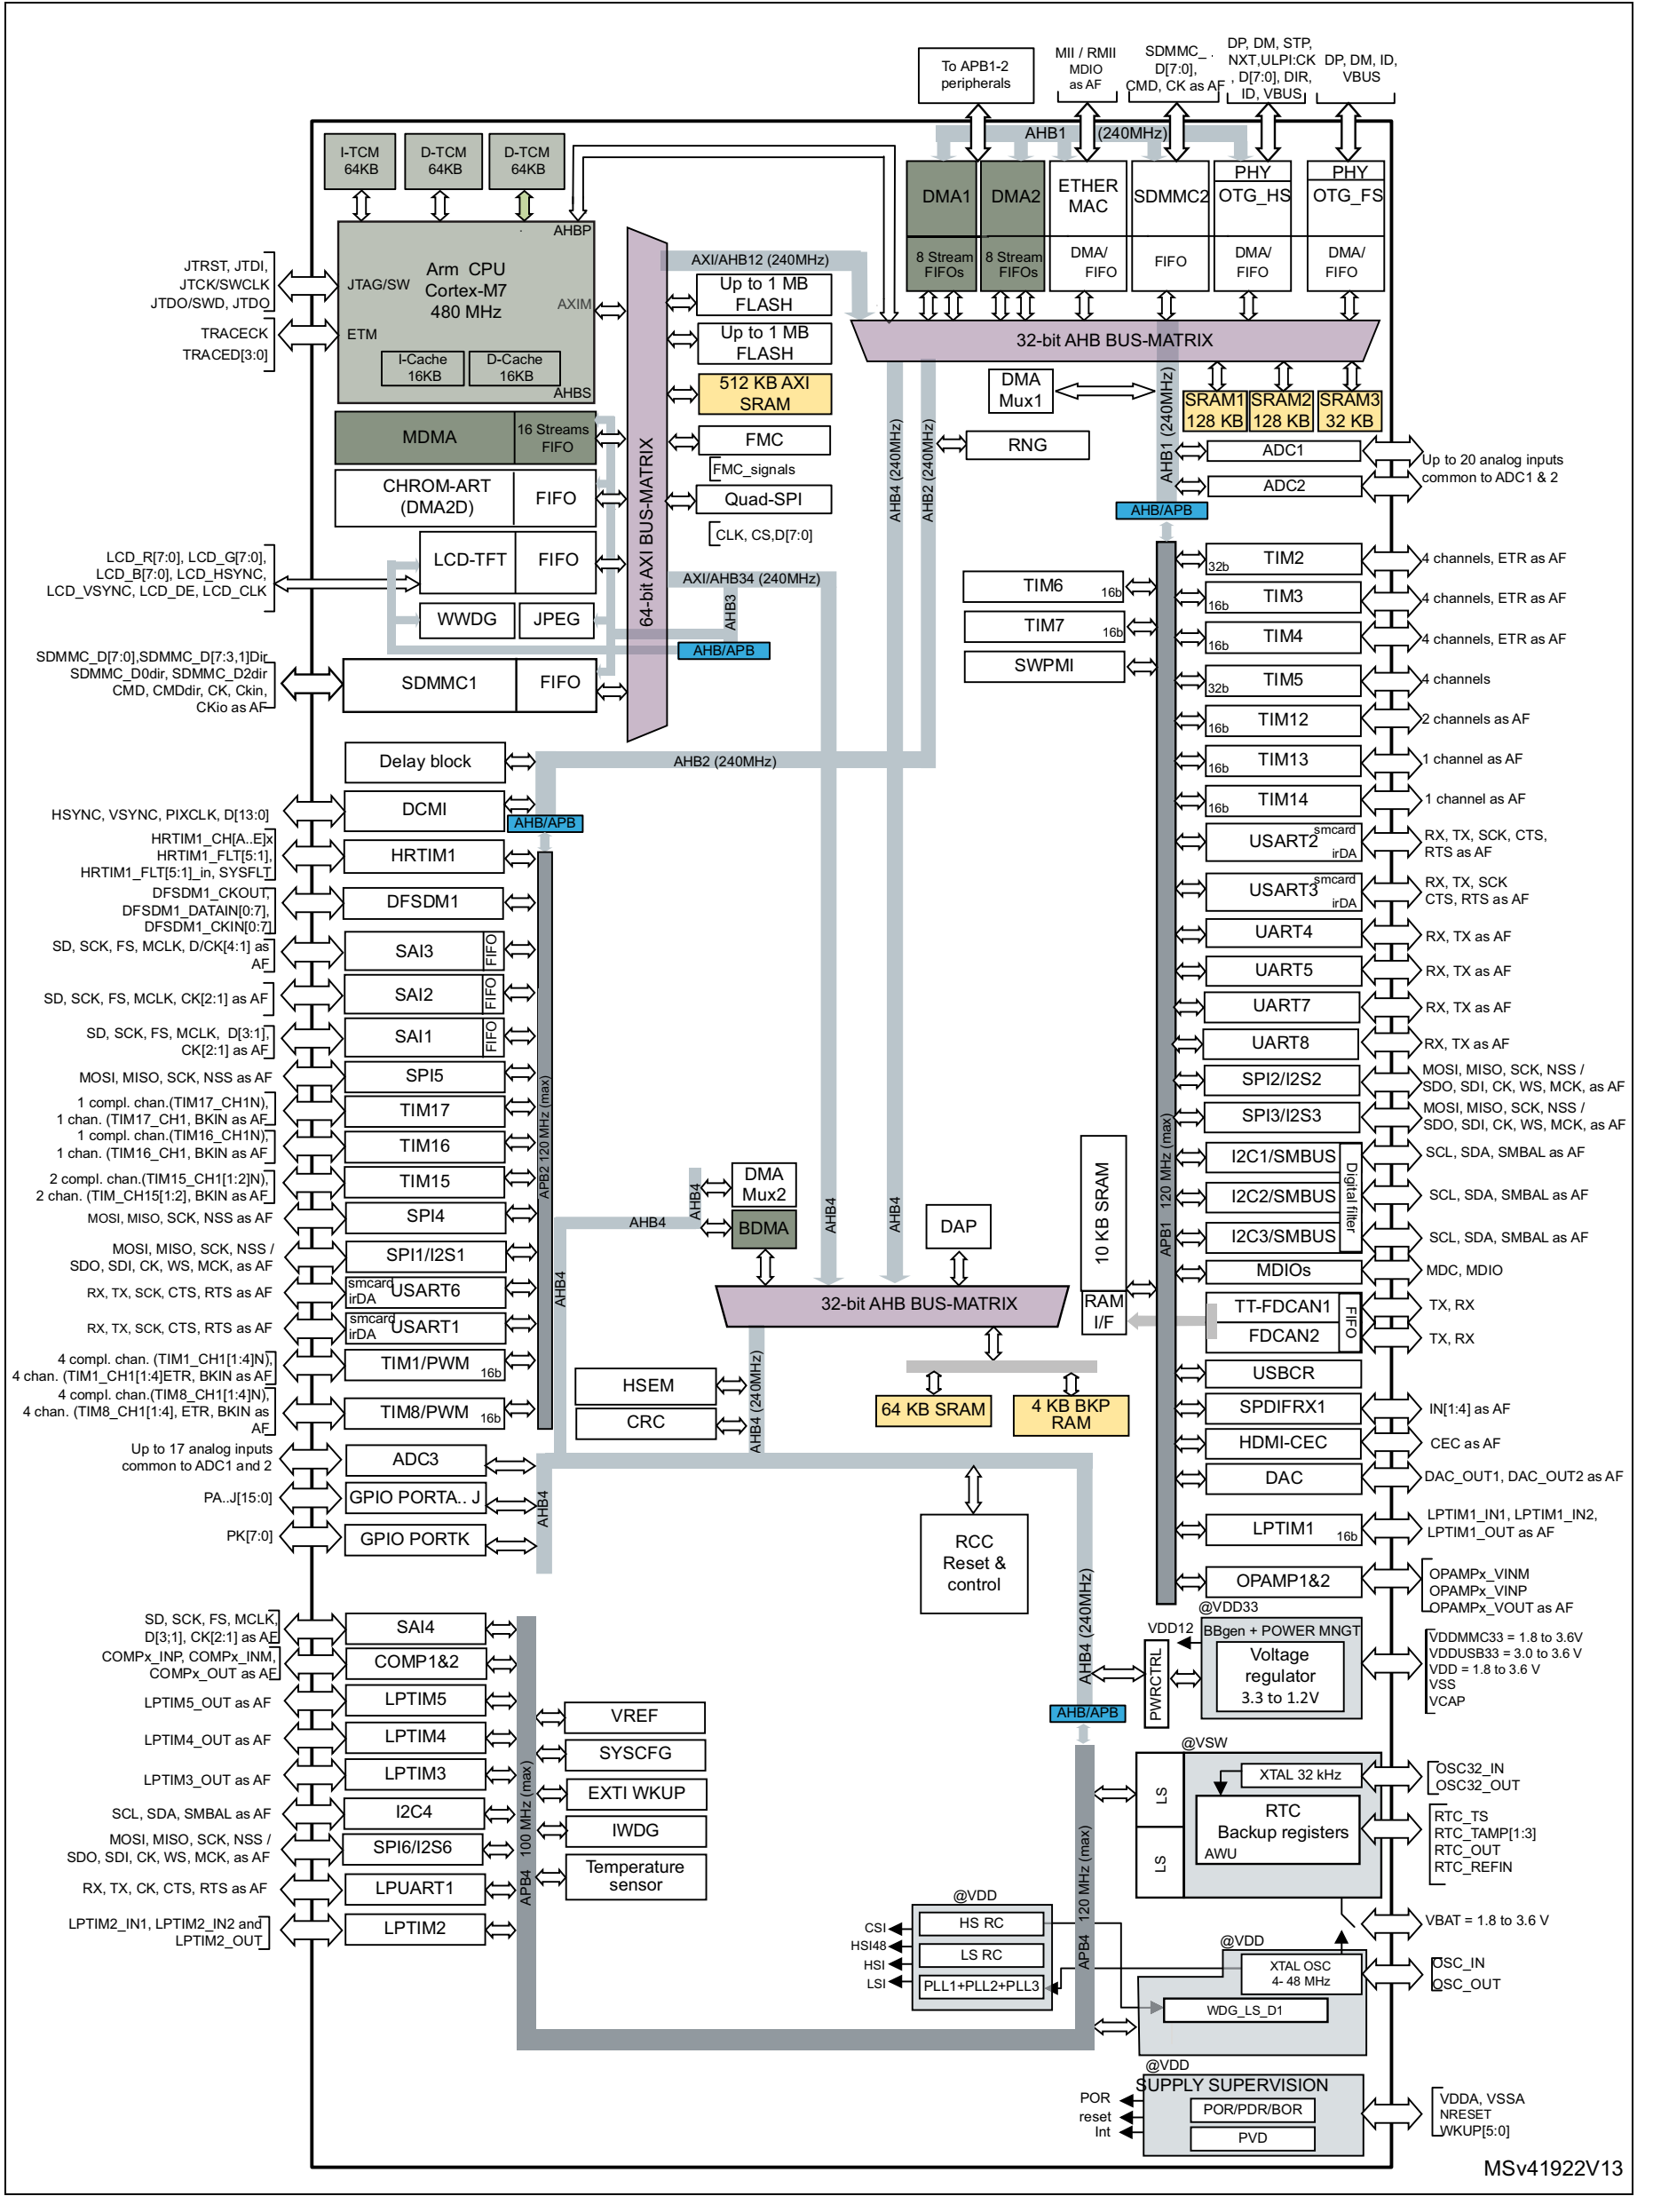 To APB1-2
peripherals
MII / RMII
MDIO
as AF
SDMMC_
D[7:0],
CMD, CK as AF
DP, DM, STP,
NXT,ULPI:CK
, D[7:0], DIR,
ID, VBUS
DP, DM, ID,
VBUS
AHB1 (240MHz)
I-TCM
64KB
D-TCM
64KB
D-TCM
64KB
DMA1
DMA2
ETHER
MAC
SDMMC2
PHY
OTG_HS
PHY
OTG_FS
8 Stream
FIFOs
8 Stream
FIFOs
DMA/
FIFO
FIFO
DMA/
FIFO
DMA/
FIFO
AHBP
JTRST, JTDI,
JTCK/SWCLK
JTDO/SWD, JTDO
JTAG/SW
Arm CPU
Cortex-M7
480 MHz
AXIM
TRACECK
TRACED[3:0]
ETM
I-Cache
16KB
D-Cache
16KB
AHBS
AXI/AHB12 (240MHz)
Up to 1 MB
FLASH
Up to 1 MB
FLASH
512 KB AXI
SRAM
FMC
FMC_signals
Quad-SPI
CLK, CS,D[7:0]
64-bit AXI BUS-MATRIX
32-bit AHB BUS-MATRIX
MDMA
16 Streams
FIFO
CHROM-ART
(DMA2D)
FIFO
LCD_R[7:0], LCD_G[7:0],
LCD_B[7:0], LCD_HSYNC,
LCD_VSYNC, LCD_DE, LCD_CLK
LCD-TFT
FIFO
WWDG
JPEG
AXI/AHB34 (240MHz)
AHB3
AHB/APB
SDMMC_D[7:0],SDMMC_D[7:3,1]Dir
SDMMC_D0dir, SDMMC_D2dir
CMD, CMDdir, CK, Ckin,
CKio as AF
SDMMC1
FIFO
DMA
Mux1
AHB4 (240MHz)
AHB2 (240MHz)
RNG
AHB1 (240MHz)
SRAM1
128 KB
SRAM2
128 KB
SRAM3
32 KB
ADC1
ADC2
Up to 20 analog inputs
common to ADC1 & 2
AHB/APB
TIM6
16b
TIM7
16b
SWPMI
TIM2
32b
4 channels, ETR as AF
TIM3
16b
4 channels, ETR as AF
TIM4
16b
4 channels, ETR as AF
TIM5
32b
4 channels
TIM12
16b
2 channels as AF
TIM13
16b
1 channel as AF
TIM14
16b
1 channel as AF
USART2
smcard
irDA
RX, TX, SCK, CTS,
RTS as AF
USART3
smcard
irDA
RX, TX, SCK
CTS, RTS as AF
UART4
RX, TX as AF
UART5
RX, TX as AF
UART7
RX, TX as AF
UART8
RX, TX as AF
SPI2/I2S2
MOSI, MISO, SCK, NSS /
SDO, SDI, CK, WS, MCK, as AF
SPI3/I2S3
MOSI, MISO, SCK, NSS /
SDO, SDI, CK, WS, MCK, as AF
I2C1/SMBUS
SCL, SDA, SMBAL as AF
I2C2/SMBUS
SCL, SDA, SMBAL as AF
I2C3/SMBUS
SCL, SDA, SMBAL as AF
Digital filter
MDIOs
MDC, MDIO
TT-FDCAN1
TX, RX
FDCAN2
TX, RX
FIFO
USBCR
SPDIFRX1
IN[1:4] as AF
HDMI-CEC
CEC as AF
DAC
DAC_OUT1, DAC_OUT2 as AF
LPTIM1
16b
LPTIM1_IN1, LPTIM1_IN2,
LPTIM1_OUT as AF
OPAMP1&2
OPAMPx_VINM
OPAMPx_VINP
OPAMPx_VOUT as AF
APB1 120 MHz (max)
10 KB SRAM
RAM
I/F
Delay block
AHB2 (240MHz)
HSYNC, VSYNC, PIXCLK, D[13:0]
DCMI
AHB/APB
HRTIM1_CH[A..E]x
HRTIM1_FLT[5:1],
HRTIM1_FLT[5:1]_in, SYSFLT
HRTIM1
DFSDM1_CKOUT,
DFSDM1_DATAIN[0:7],
DFSDM1_CKIN[0:7]
DFSDM1
SD, SCK, FS, MCLK, D/CK[4:1] as
AF
SAI3
FIFO
SD, SCK, FS, MCLK, CK[2:1] as AF
SAI2
FIFO
SD, SCK, FS, MCLK, D[3:1],
CK[2:1] as AF
SAI1
FIFO
MOSI, MISO, SCK, NSS as AF
SPI5
1 compl. chan.(TIM17_CH1N),
1 chan. (TIM17_CH1, BKIN as AF
TIM17
1 compl. chan.(TIM16_CH1N),
1 chan. (TIM16_CH1, BKIN as AF
TIM16
2 compl. chan.(TIM15_CH1[1:2]N),
2 chan. (TIM_CH15[1:2], BKIN as AF
TIM15
MOSI, MISO, SCK, NSS as AF
SPI4
MOSI, MISO, SCK, NSS /
SDO, SDI, CK, WS, MCK, as AF
SPI1/I2S1
RX, TX, SCK, CTS, RTS as AF
smcard
irDA
USART6
RX, TX, SCK, CTS, RTS as AF
smcard
irDA
USART1
4 compl. chan. (TIM1_CH1[1:4]N),
4 chan. (TIM1_CH1[1:4]ETR, BKIN as AF
TIM1/PWM
16b
4 compl. chan.(TIM8_CH1[1:4]N),
4 chan. (TIM8_CH1[1:4], ETR, BKIN as
AF
TIM8/PWM
16b
APB2 120 MHz (max)
Up to 17 analog inputs
common to ADC1 and 2
ADC3
PA..J[15:0]
GPIO PORTA.. J
PK[7:0]
GPIO PORTK
AHB4
AHB4
AHB4
AHB4
DMA
Mux2
BDMA
AHB4
AHB4
DAP
32-bit AHB BUS-MATRIX
HSEM
CRC
AHB4 (240MHz)
64 KB SRAM
4 KB BKP
RAM
RCC
Reset &
control
AHB4 (240MHz)
AHB/APB
SD, SCK, FS, MCLK,
D[3;1], CK[2:1] as AF
SAI4
COMPx_INP, COMPx_INM,
COMPx_OUT as AF
COMP1&2
LPTIM5_OUT as AF
LPTIM5
LPTIM4_OUT as AF
LPTIM4
LPTIM3_OUT as AF
LPTIM3
SCL, SDA, SMBAL as AF
I2C4
MOSI, MISO, SCK, NSS /
SDO, SDI, CK, WS, MCK, as AF
SPI6/I2S6
RX, TX, CK, CTS, RTS as AF
LPUART1
LPTIM2_IN1, LPTIM2_IN2 and
LPTIM2_OUT
LPTIM2
APB4 100 MHz (max)
VREF
SYSCFG
EXTI WKUP
IWDG
Temperature
sensor
APB4 120 MHz (max)
@VDD33
VDD12
BBgen + POWER MNGT
Voltage
regulator
3.3 to 1.2V
PWRCTRL
VDDMMC33 = 1.8 to 3.6V
VDDUSB33 = 3.0 to 3.6 V
VDD = 1.8 to 3.6 V
VSS
VCAP
@VSW
LS
LS
XTAL 32 kHz
RTC
Backup registers
AWU
OSC32_IN
OSC32_OUT
RTC_TS
RTC_TAMP[1:3]
RTC_OUT
RTC_REFIN
VBAT = 1.8 to 3.6 V
@VDD
CSI
HSI48
HSI
LSI
HS RC
LS RC
PLL1+PLL2+PLL3
@VDD
XTAL OSC
4- 48 MHz
WDG_LS_D1
OSC_IN
OSC_OUT
@VDD
SUPPLY SUPERVISION
POR
reset
Int
POR/PDR/BOR
PVD
VDDA, VSSA
NRESET
WKUP[5:0]
MSv41922V13